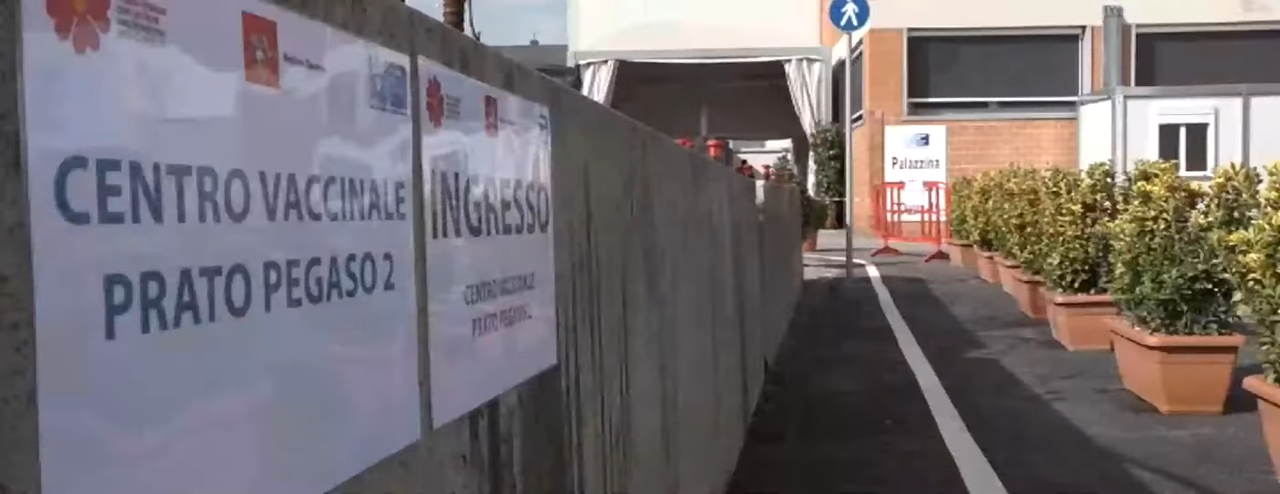 CENTRO VACCINALE
PRATO PEGASO 2
INGRESSO
CENTRO VACCINALE
PRATO PEGASO 2
Palazzina